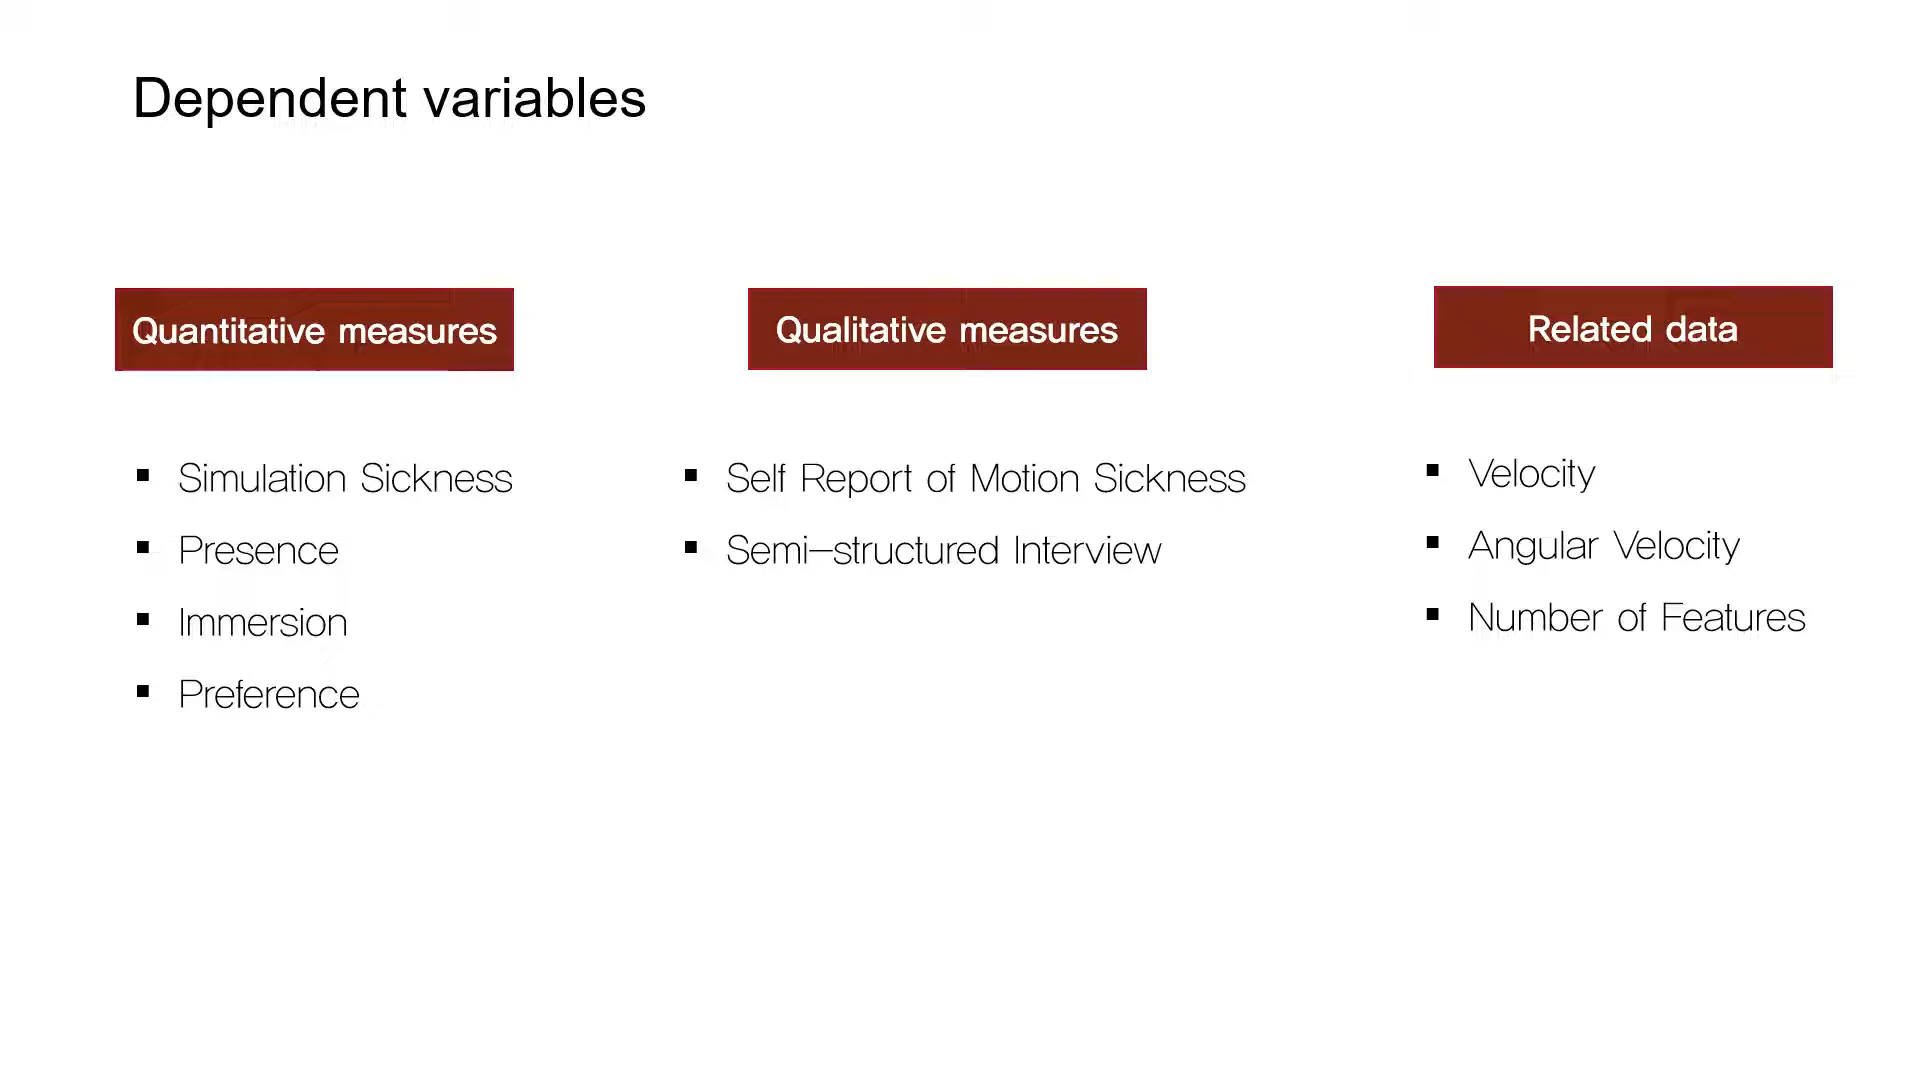 Dependent variables
Quantitative measures
Simulation Sickness
Presence
Immersion
Preference
Qualitative measures
Self Report of Motion Sickness
Semi-structured Interview
Related data
Velocity
Angular Velocity
Number of Features